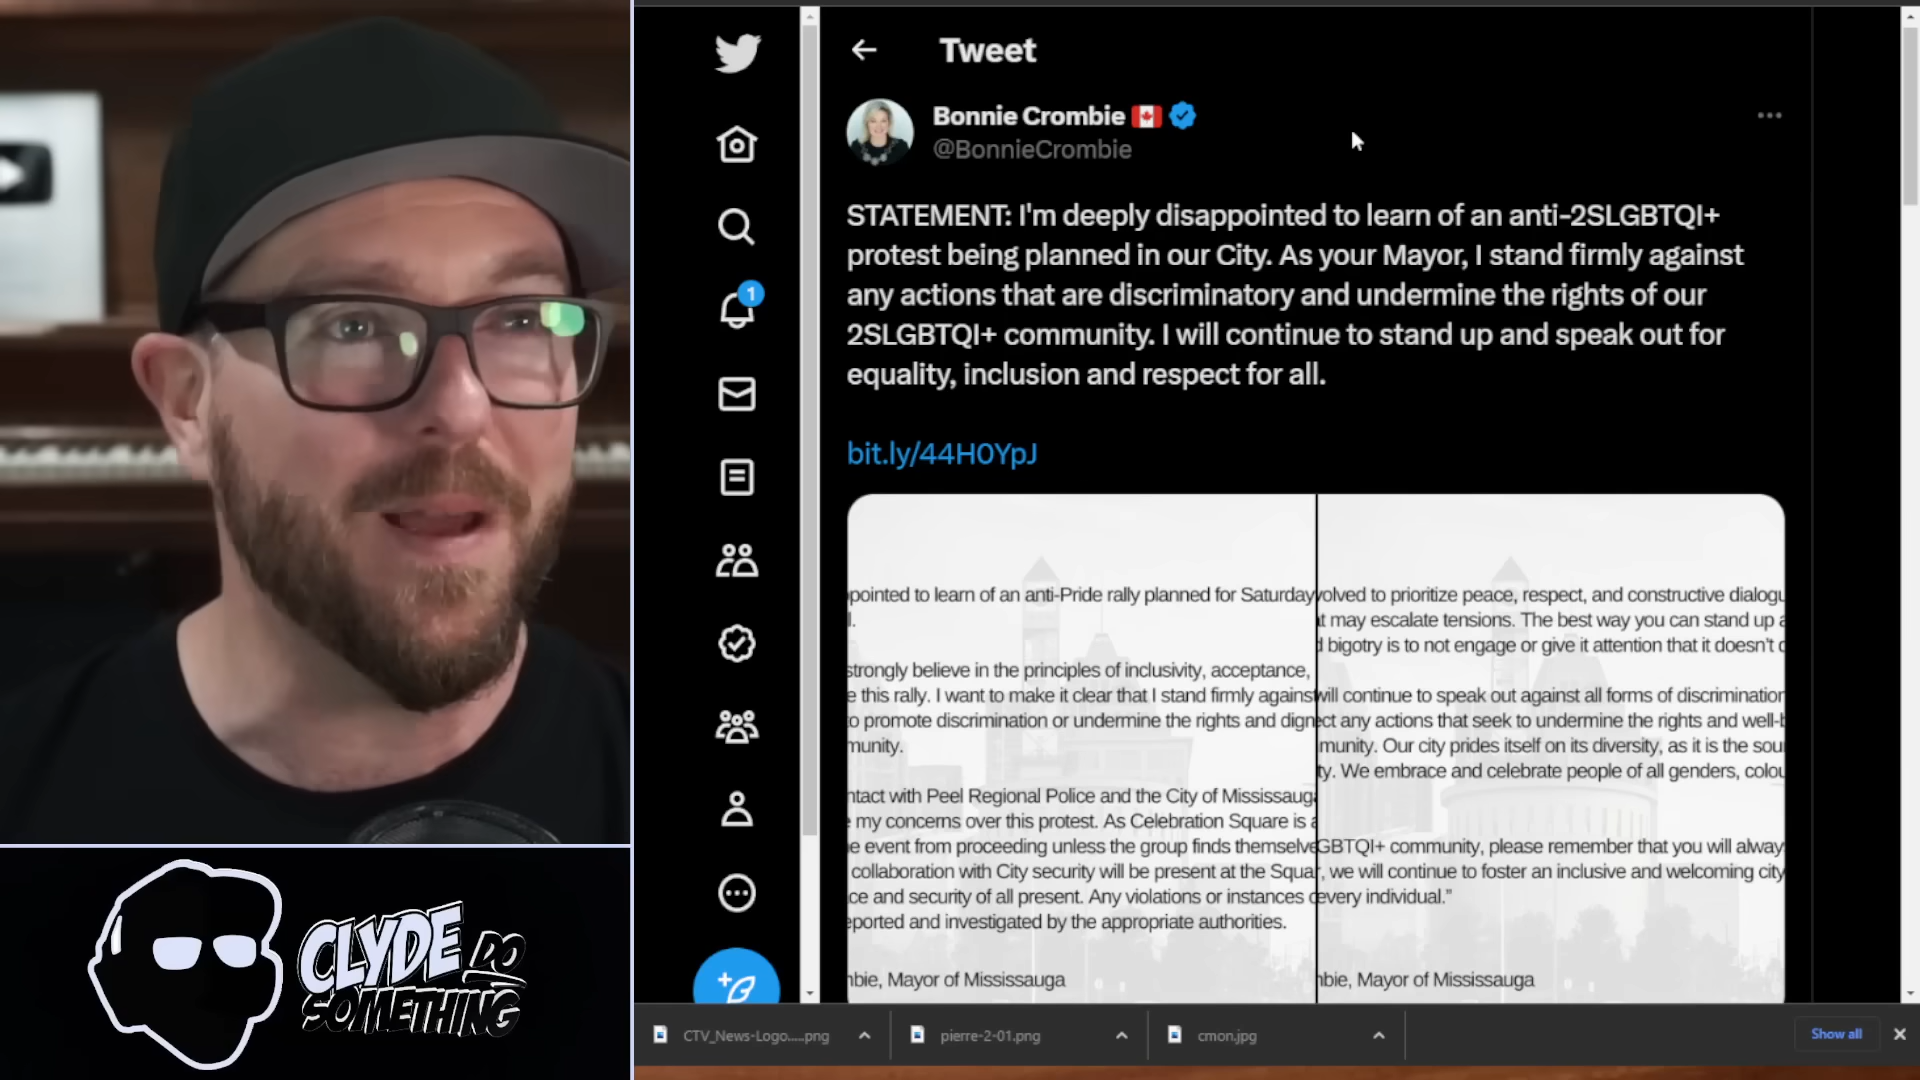 Tweet
Bonnie Crombie
@BonnieCrombie
STATEMENT: I'm deeply disappointed to learn of an anti-2SLGBTQI+
protest being planned in our City. As your Mayor, I stand firmly against
any actions that are discriminatory and undermine the rights of our
2SLGBTQI+ community. I will continue to stand up and speak out for
equality, inclusion and respect for all.
bit.ly/44H0YpJ
1
pointed to learn of an anti-Pride rally planned for Saturday
l.
strongly believe in the principles of inclusivity, acceptance,
e this rally. I want to make it clear that I stand firmly against
to promote discrimination or undermine the rights and dign
munity.
ntact with Peel Regional Police and the City of Mississauga
e my concerns over this protest. As Celebration Square is a
e event from proceeding unless the group finds themselve
collaboration with City security will be present at the Squar
ce and security of all present. Any violations or instances o
eported and investigated by the appropriate authorities.
mbie, Mayor of Mississauga
volved to prioritize peace, respect, and constructive dialogu
t may escalate tensions. The best way you can stand up a
d bigotry is to not engage or give it attention that it doesn't d
will continue to speak out against all forms of discrimination
ect any actions that seek to undermine the rights and well-b
munity. Our city prides itself on its diversity, as it is the sou
ty. We embrace and celebrate people of all genders, colou
GBTQI+ community, please remember that you will alway
, we will continue to foster an inclusive and welcoming city
every individual."
mbie, Mayor of Mississauga
CLYDE DO
SOMETHING
CTV_News-Logo.....png
pierre-2-01.png
cmon.jpg
Show all